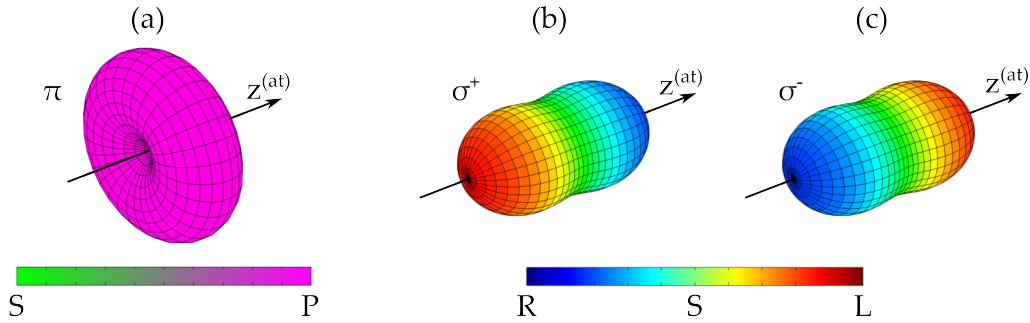 (a) (b) (c)
π z(at) σ+ z(at) σ- z(at)
S P R S L